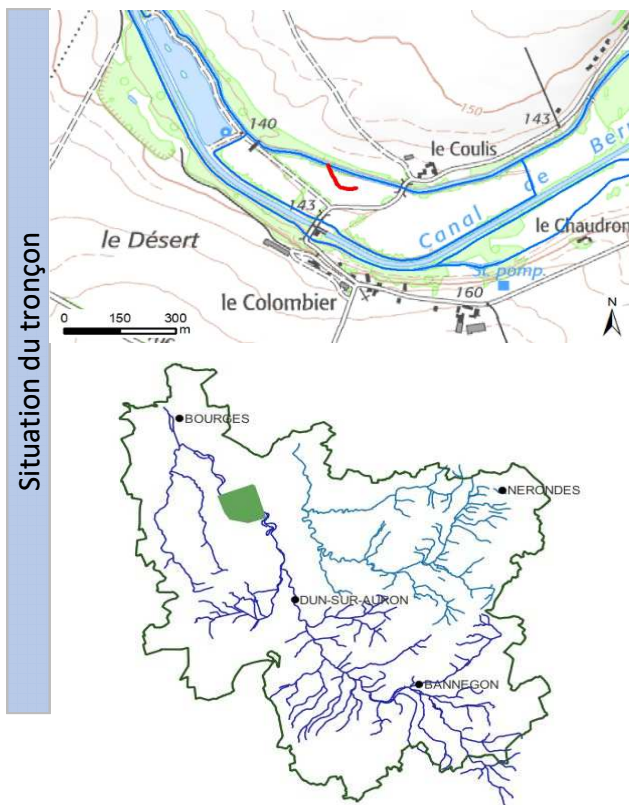 Situation du tronçon
150
143
140
le Coulis
Canal de Berr
143
le Désert
le Chaudron
St. pomp.
le Colombier
160
0 150 300
m
N
BOURGES
NERONDES
DUN-SUR-AURON
BANNEGON